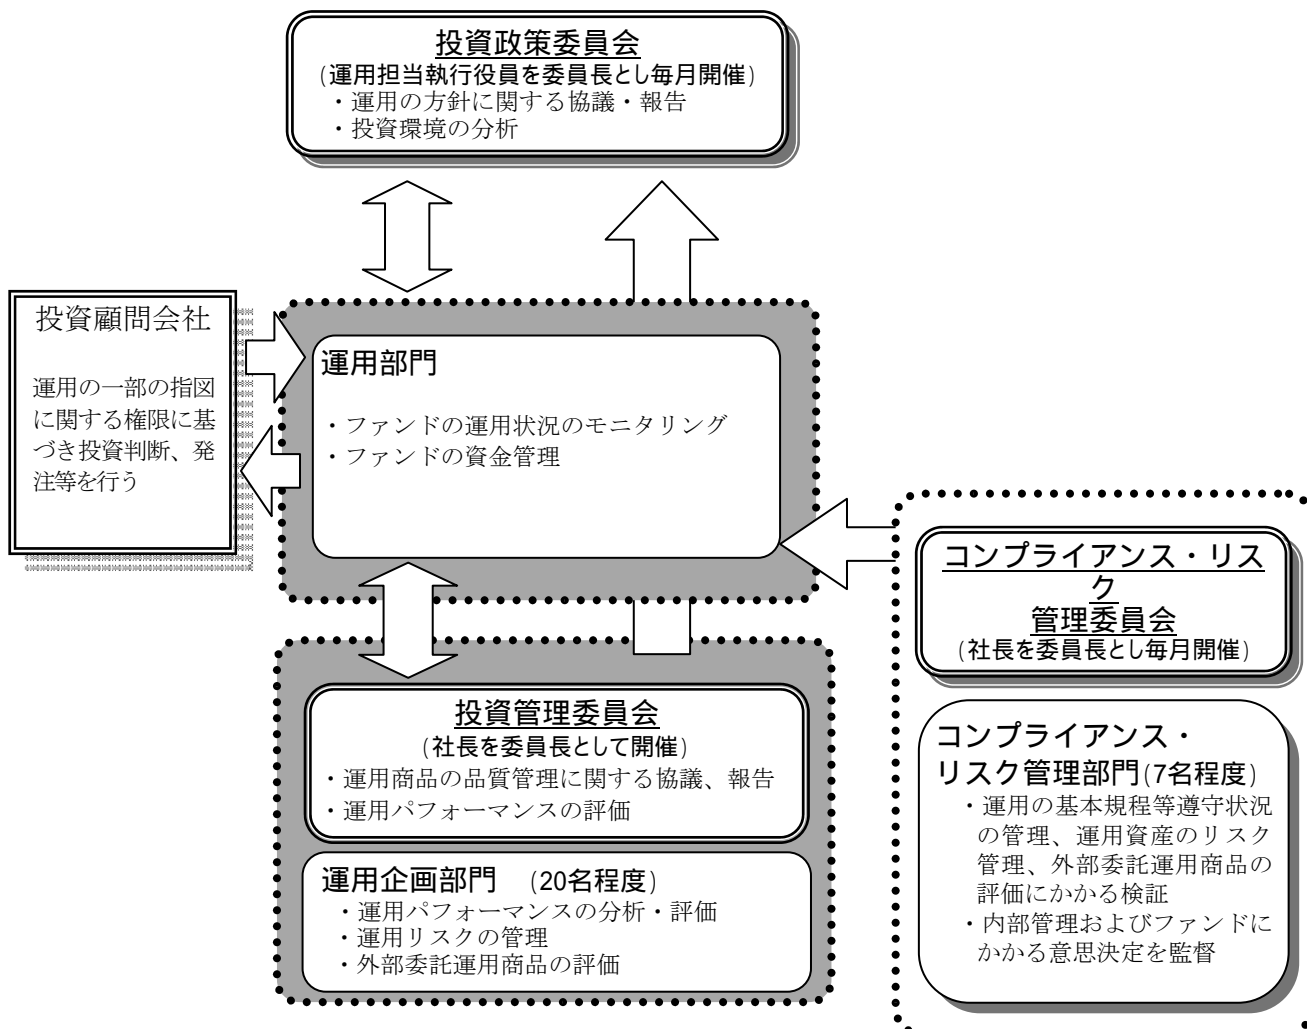 投資政策委員会
(運用担当執行役員を委員長とし毎月開催)
・運用の方針に関する協議・報告
・投資環境の分析
投資顧問会社
運用の一部の指図
に関する権限に基
づき投資判断、発
注等を行う
運用部門
・ファンドの運用状況のモニタリング
・ファンドの資金管理
コンプライアンス・リス
ク
管理委員会
(社長を委員長とし毎月開催)
投資管理委員会
(社長を委員長として開催)
・運用商品の品質管理に関する協議、報告
・運用パフォーマンスの評価
運用企画部門 (20名程度)
・運用パフォーマンスの分析・評価
・運用リスクの管理
・外部委託運用商品の評価
コンプライアンス・
リスク管理部門(7名程度)
・運用の基本規程等遵守状況
の管理、運用資産のリスク
管理、外部委託運用商品の
評価にかかる検証
・内部管理およびファンドに
かかる意思決定を監督